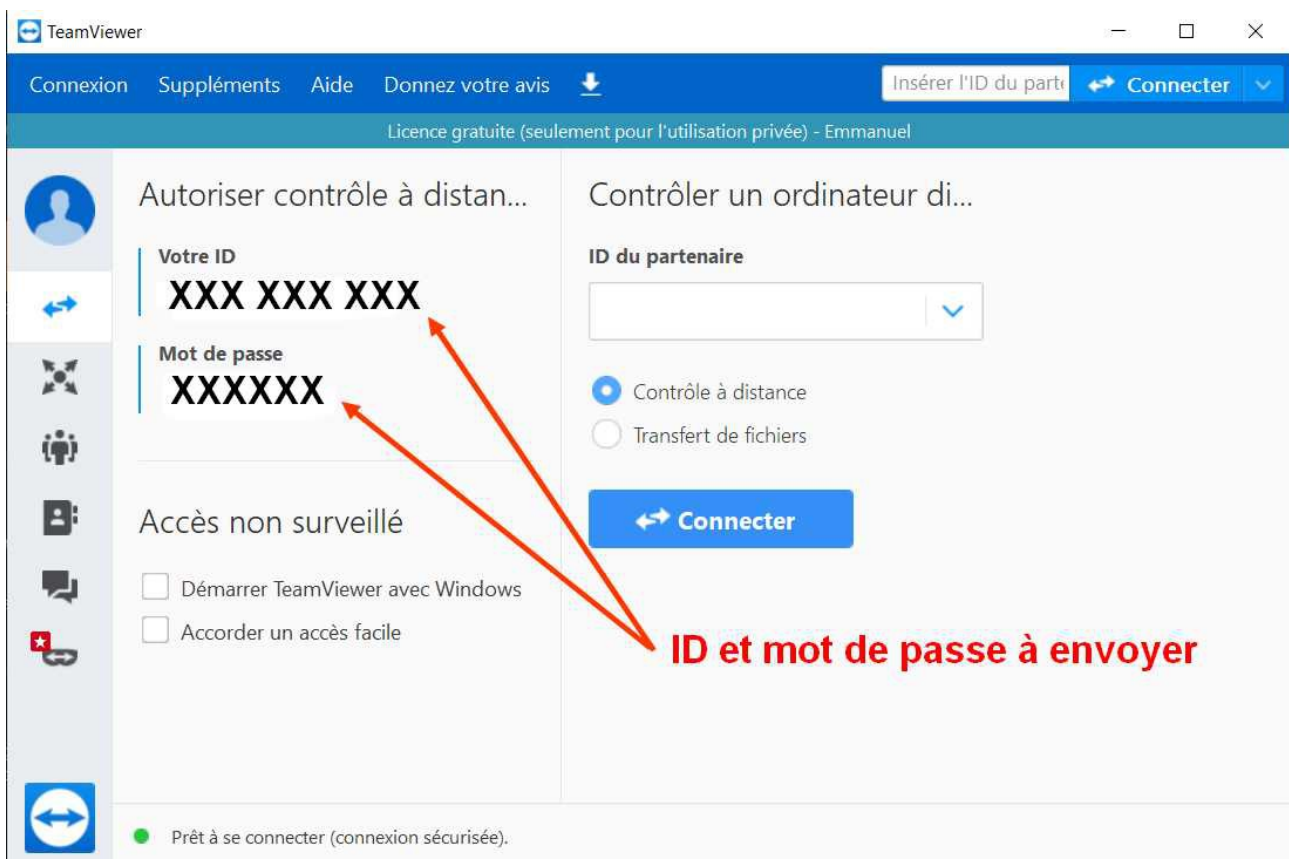 TeamViewer
Connexion Suppléments Aide Donnez votre avis
Insérer l'ID du parte
Connecter
Licence gratuite (seulement pour l'utilisation privée) - Emmanuel
Autoriser contrôle à distan...
Votre ID
XXX XXX XXX
Mot de passe
XXXXXX
Accès non surveillé
Démarrer TeamViewer avec Windows
Accorder un accès facile
Contrôler un ordinateur di...
ID du partenaire
Contrôle à distance
Transfert de fichiers
Connecter
ID et mot de passe à envoyer
Prêt à se connecter (connexion sécurisée).